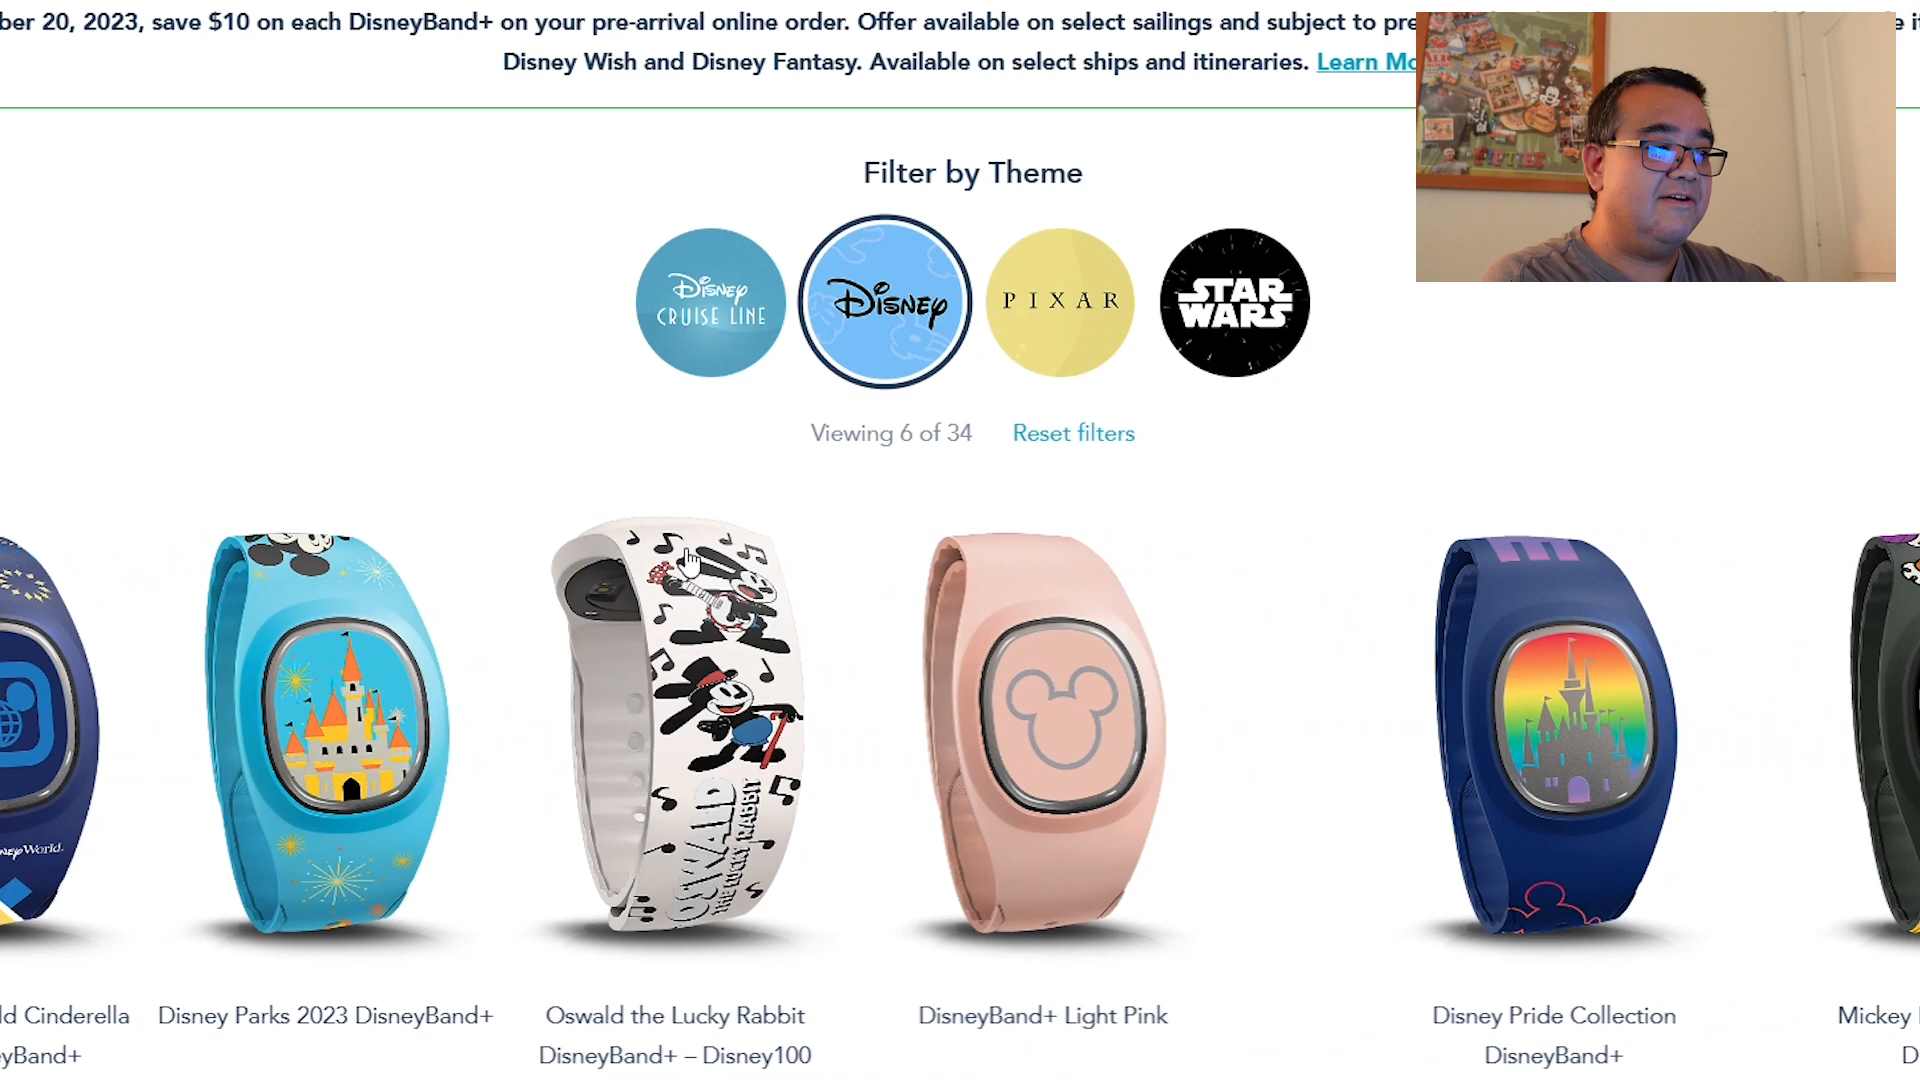 ber 20, 2023, save $10 on each DisneyBand+ on your pre-arrival online order. Offer available on select sailings and subject to pre
Disney Wish and Disney Fantasy. Available on select ships and itineraries. Learn Mo
Filter by Theme
Disney
CRUISE LINE
Disney
PIXAR
STAR
WARS
Viewing 6 of 34
Reset filters
FIFTIES
ney World.
OSWALD
THE LUCKY RABBIT
ld Cinderella
yBand+
Disney Parks 2023 DisneyBand+
Oswald the Lucky Rabbit
DisneyBand+ – Disney100
DisneyBand+ Light Pink
Disney Pride Collection
DisneyBand+
Mickey
D